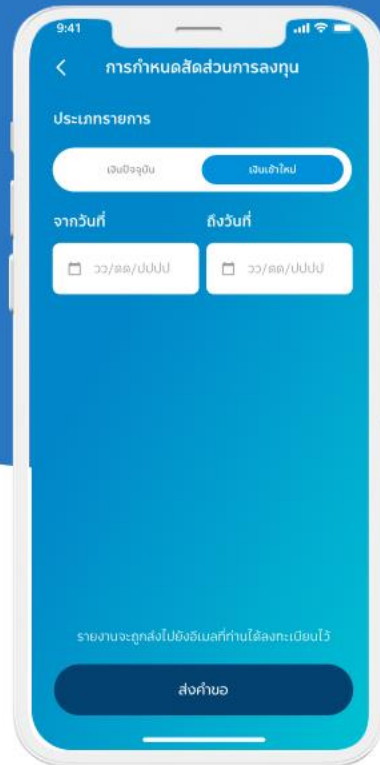 9:41
การกำหนดสัดส่วนการลงทุน
ประเภทรายการ
เงินปัจจุบัน เงินเข้าใหม่
จากวันที่ ถึงวันที่
วว/ดด/ปปปป วว/ดด/ปปปป
รายงานจะถูกส่งไปยังอีเมลที่ท่านได้ลงทะเบียนไว้
ส่งคำขอ